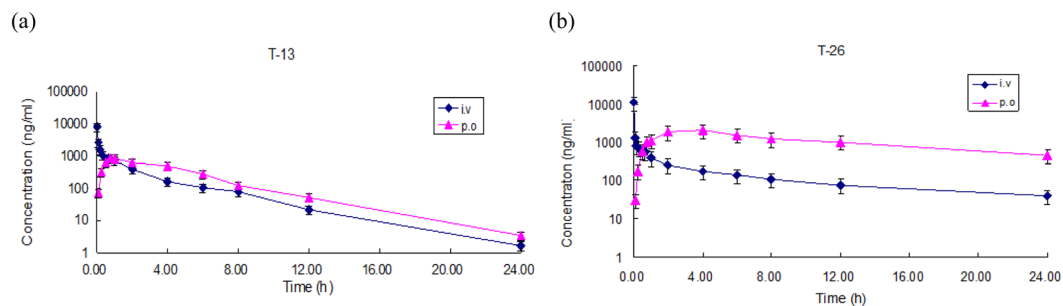 (a)
T-13
Concentration (ng/ml)
100000
10000
1000
100
10
1
0.00 4.00 8.00 12.00 16.00 20.00 24.00
Time (h)
i.v
p.o
(b)
T-26
Concentraton (ng/ml)
100000
10000
1000
100
10
1
0.00 4.00 8.00 12.00 16.00 20.00 24.00
Time (h)
i.v
p.o